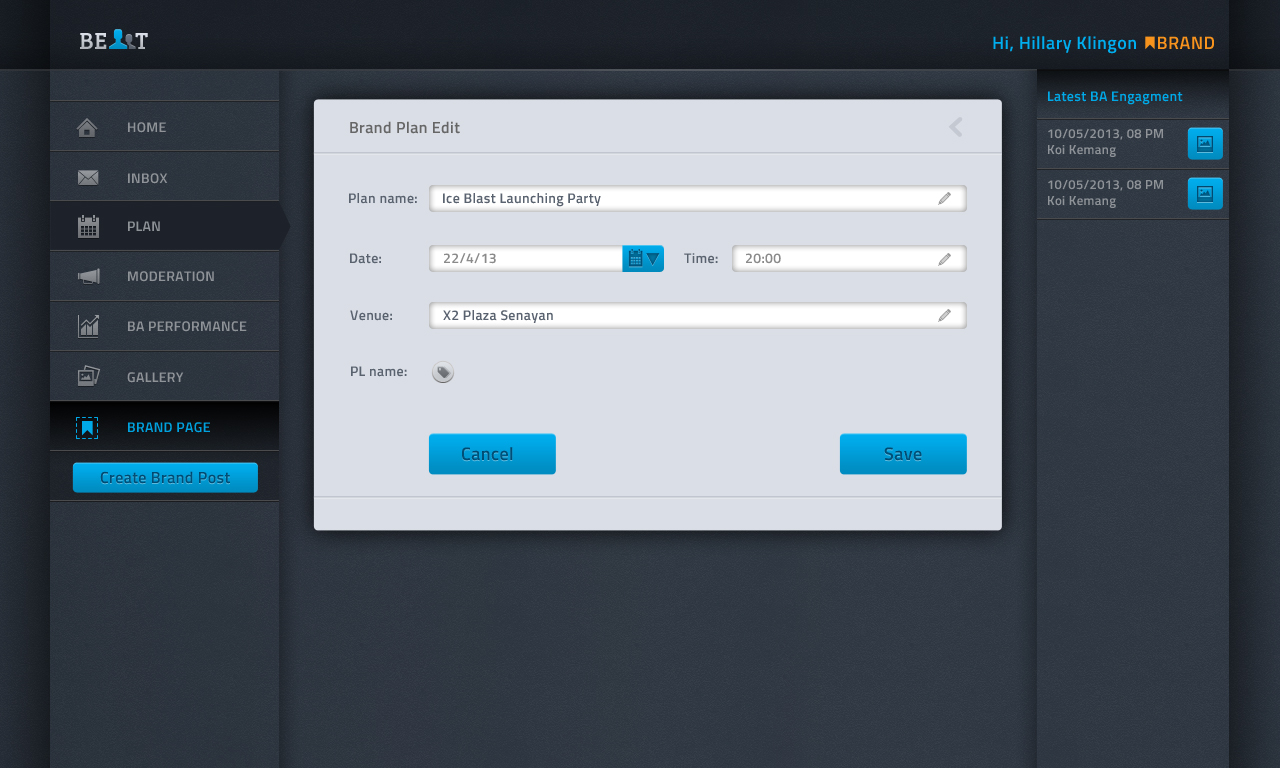 BE T
Hi, Hillary Klingon BRAND
HOME
INBOX
PLAN
MODERATION
BA PERFORMANCE
GALLERY
BRAND PAGE
Create Brand Post
Brand Plan Edit
Plan name: Ice Blast Launching Party
Date: 22/4/13 Time: 20:00
Venue: X2 Plaza Senayan
PL name:
Cancel Save
Latest BA Engagment
10/05/2013, 08 PM
Koi Kemang
10/05/2013, 08 PM
Koi Kemang